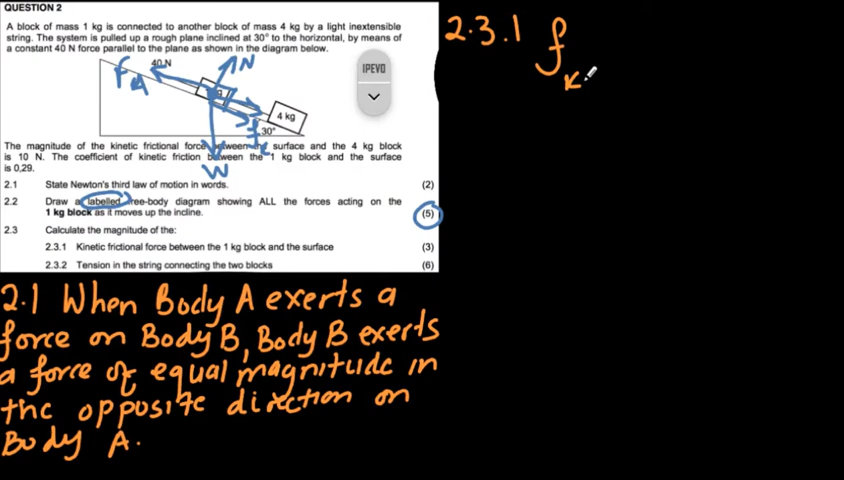 QUESTION 2
A block of mass 1 kg is connected to another block of mass 4 kg by a light inextensible
string. The system is pulled up a rough plane inclined at 30° to the horizontal, by means of
a constant 40 N force parallel to the plane as shown in the diagram below.
40 N
FA
N
4 kg
30°
f
W
IPEVO
The magnitude of the kinetic frictional force between the surface and the 4 kg block
is 10 N. The coefficient of kinetic friction between the 1 kg block and the surface
is 0,29.
2.1 State Newton's third law of motion in words. (2)
2.2 Draw a labelled free-body diagram showing ALL the forces acting on the
1 kg block as it moves up the incline. (5)
2.3 Calculate the magnitude of the:
2.3.1 Kinetic frictional force between the 1 kg block and the surface (3)
2.3.2 Tension in the string connecting the two blocks (6)
2.1 When Body A exerts a
force on Body B, Body B exerts
a force of equal magnitude in
the opposite direction on
Body A.
2.3.1 fK